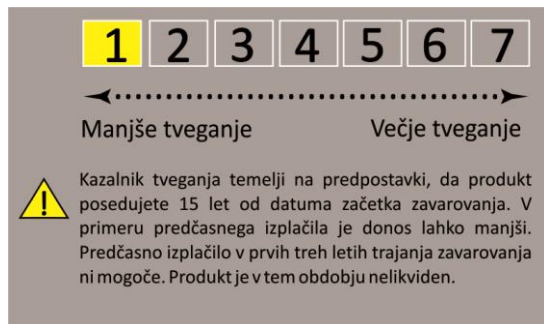 1 2 3 4 5 6 7
Manjše tveganje Večje tveganje
Kazalnik tveganja temelji na predpostavki, da produkt
posedujete 15 let od datuma začetka zavarovanja. V
primeru predčasnega izplačila je donos lahko manjši.
Predčasno izplačilo v prvih treh letih trajanja zavarovanja
ni mogoče. Produkt je v tem obdobju nelikviden.